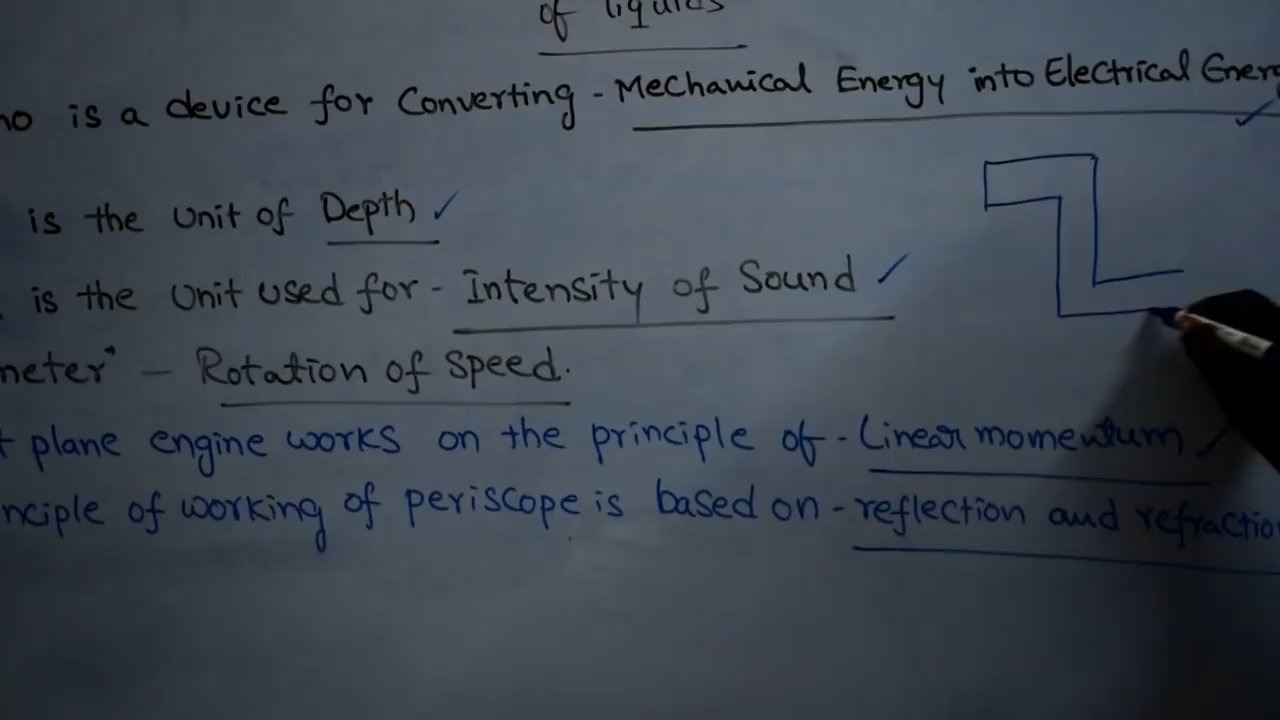 of liquids
no is a device for Converting - Mechanical Energy into Electrical Energ
is the unit of Depth ✓
is the Unit used for - Intensity of Sound ✓
meter" - Rotation of Speed.
t plane engine works on the principle of - Linear momentum ✓
nciple of working of periscope is based on - reflection and refractio